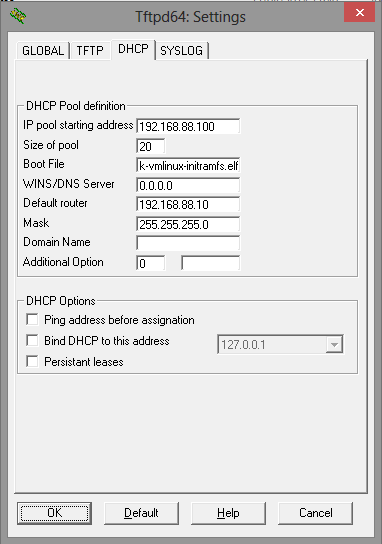 Tftpd64: Settings
GLOBAL TFTP DHCP SYSLOG
DHCP Pool definition
IP pool starting address 192.168.88.100
Size of pool 20
Boot File k-vmlinux-initramfs.elf
WINS/DNS Server 0.0.0.0
Default router 192.168.88.10
Mask 255.255.255.0
Domain Name
Additional Option 0
DHCP Options
Ping address before assignation
Bind DHCP to this address 127.0.0.1
Persistant leases
OK Default Help Cancel